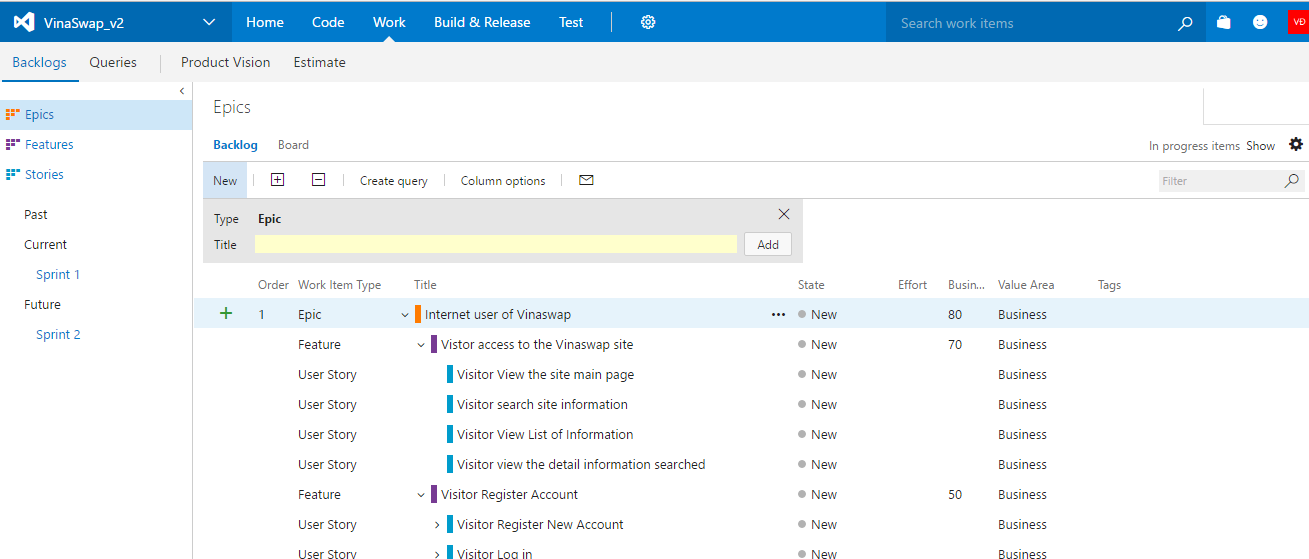 VinaSwap_v2 Home Code Work Build & Release Test Search work items VĐ
Backlogs Queries Product Vision Estimate
Epics
Features
Stories
Past
Current
Sprint 1
Future
Sprint 2
Epics
Backlog Board In progress items Show
New Create query Column options Filter
Type Epic
Title Add
Order Work Item Type Title State Effort Busin... Value Area Tags
1 Epic Internet user of Vinaswap ... New 80 Business
Feature Vistor access to the Vinaswap site New 70 Business
User Story Visitor View the site main page New Business
User Story Visitor search site information New Business
User Story Visitor View List of Information New Business
User Story Visitor view the detail information searched New Business
Feature Visitor Register Account New 50 Business
User Story Visitor Register New Account New Business
User Story Visitor Log in New Business